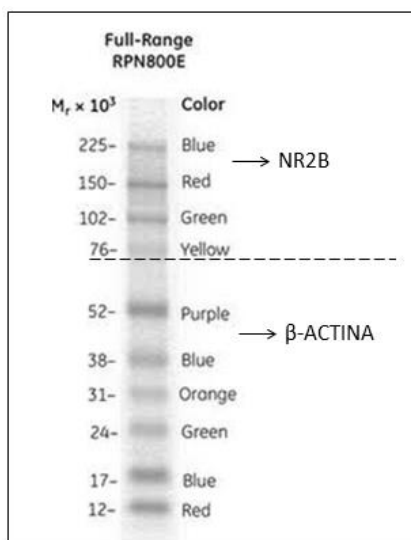 Full-Range
RPN800E
Mr × 10³ Color
225- Blue
→ NR2B
150- Red
102- Green
76- Yellow
52- Purple
→ β-ACTINA
38- Blue
31- Orange
24- Green
17- Blue
12- Red